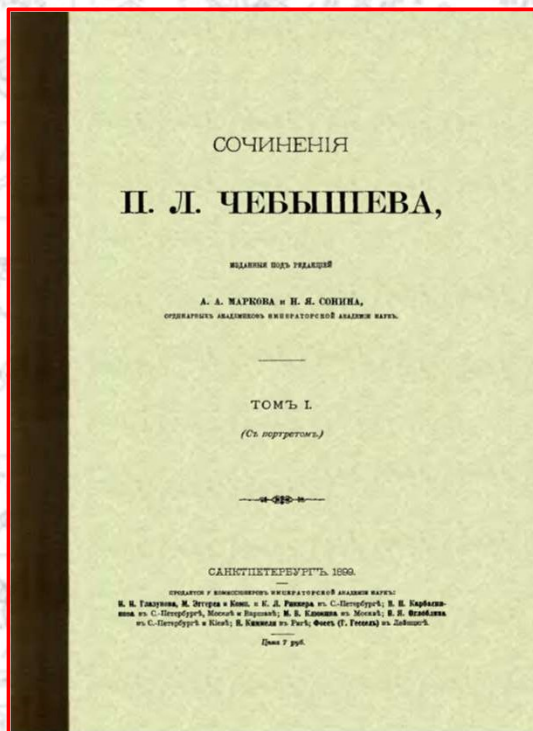 СОЧИНЕНІЯ
П. Л. ЧЕБЫШЕВА,
ИЗДАННЫЯ ПОДЪ РЕДАКЦІЕЙ
А. А. МАРКОВА и Н. Я. СОНИНА,
ОРДИНАРНЫХЪ АКАДЕМИКОВЪ ИМПЕРАТОРСКОЙ АКАДЕМІИ НАУКЪ.
ТОМЪ I.
(Съ портретомъ.)
САНКТПЕТЕРБУРГЪ. 1899.
ПРОДАЕТСЯ У КОММИССІОНЕРОВЪ ИМПЕРАТОРСКОЙ АКАДЕМІИ НАУКЪ:
И. И. Глазунова, М. Эггерса и Комп. и К. Л. Риккера въ С.-Петербургѣ; Н. П. Карбасни-
кова въ С.-Петербургѣ, Москвѣ и Варшавѣ; М. В. Клюкина въ Москвѣ; Н. Я. Оглоблина
въ С.-Петербургѣ и Кіевѣ; Н. Киммеля въ Ригѣ; Фоссъ (Г. Гессель) въ Лейпцигѣ.
Цѣна 7 руб.